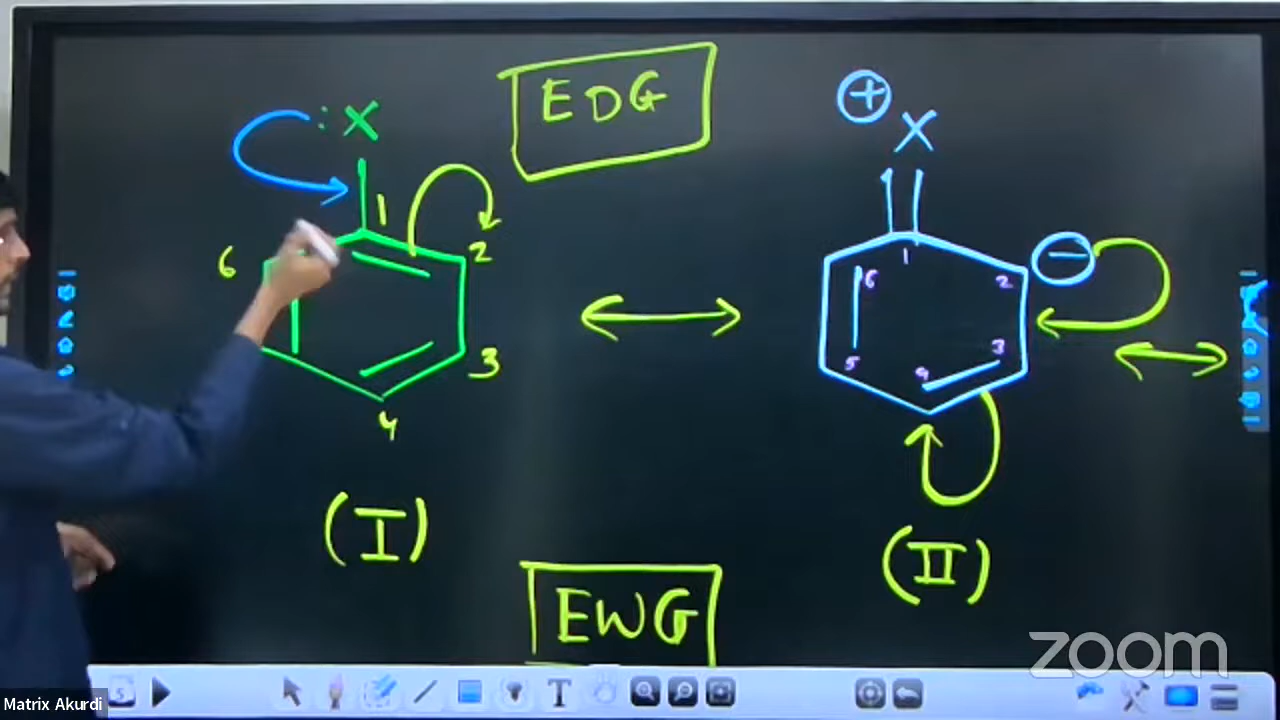 EDG
:X
1
2
3
4
6
(I)
⊕
X
1
2
3
4
5
6
⊖
(II)
EWG
zoom
T
Matrix Akurdi